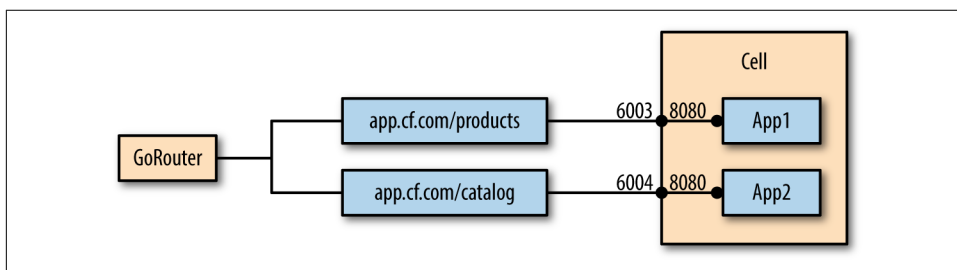 Cell
app.cf.com/products
6003
8080
App1
GoRouter
app.cf.com/catalog
6004
8080
App2